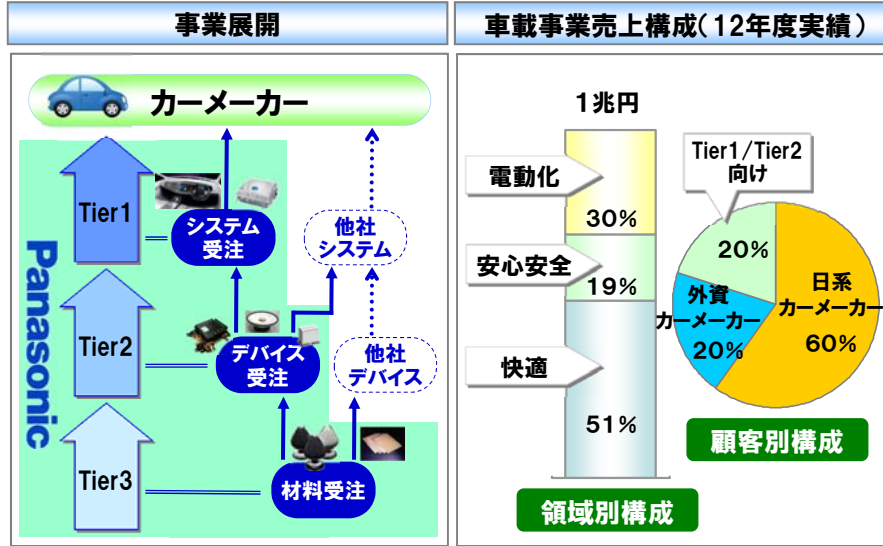 事業展開
車載事業売上構成(12年度実績)
カーメーカー
Panasonic
Tier1
システム
受注
他社
システム
Tier2
デバイス
受注
他社
デバイス
Tier3
材料受注
1兆円
電動化
30%
安心安全
19%
快適
51%
領域別構成
Tier1/Tier2
向け
20%
日系
カーメーカー
60%
外資
カーメーカー
20%
顧客別構成